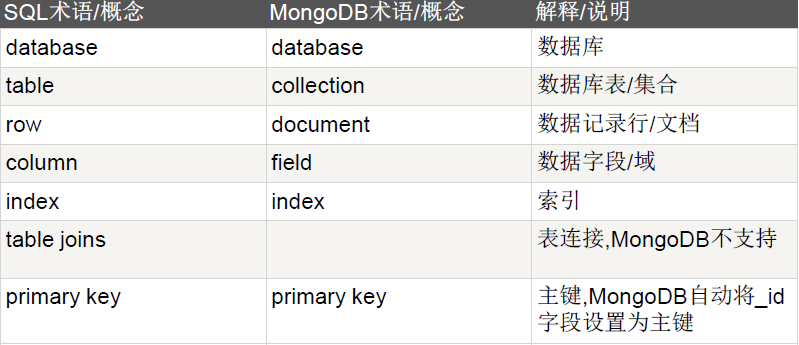 SQL术语/概念 MongoDB术语/概念 解释/说明
database database 数据库
table collection 数据库表/集合
row document 数据记录行/文档
column field 数据字段/域
index index 索引
table joins 表连接,MongoDB不支持
primary key primary key 主键,MongoDB自动将_id
字段设置为主键